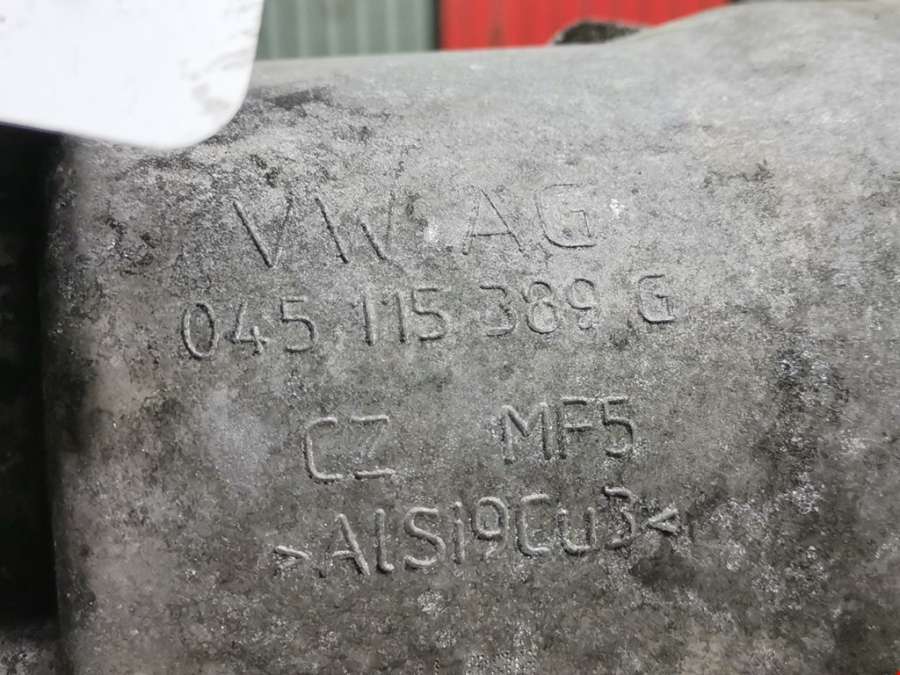 VW AG
045 115 389 G
CZ MF5
>AlSi9Cu3<